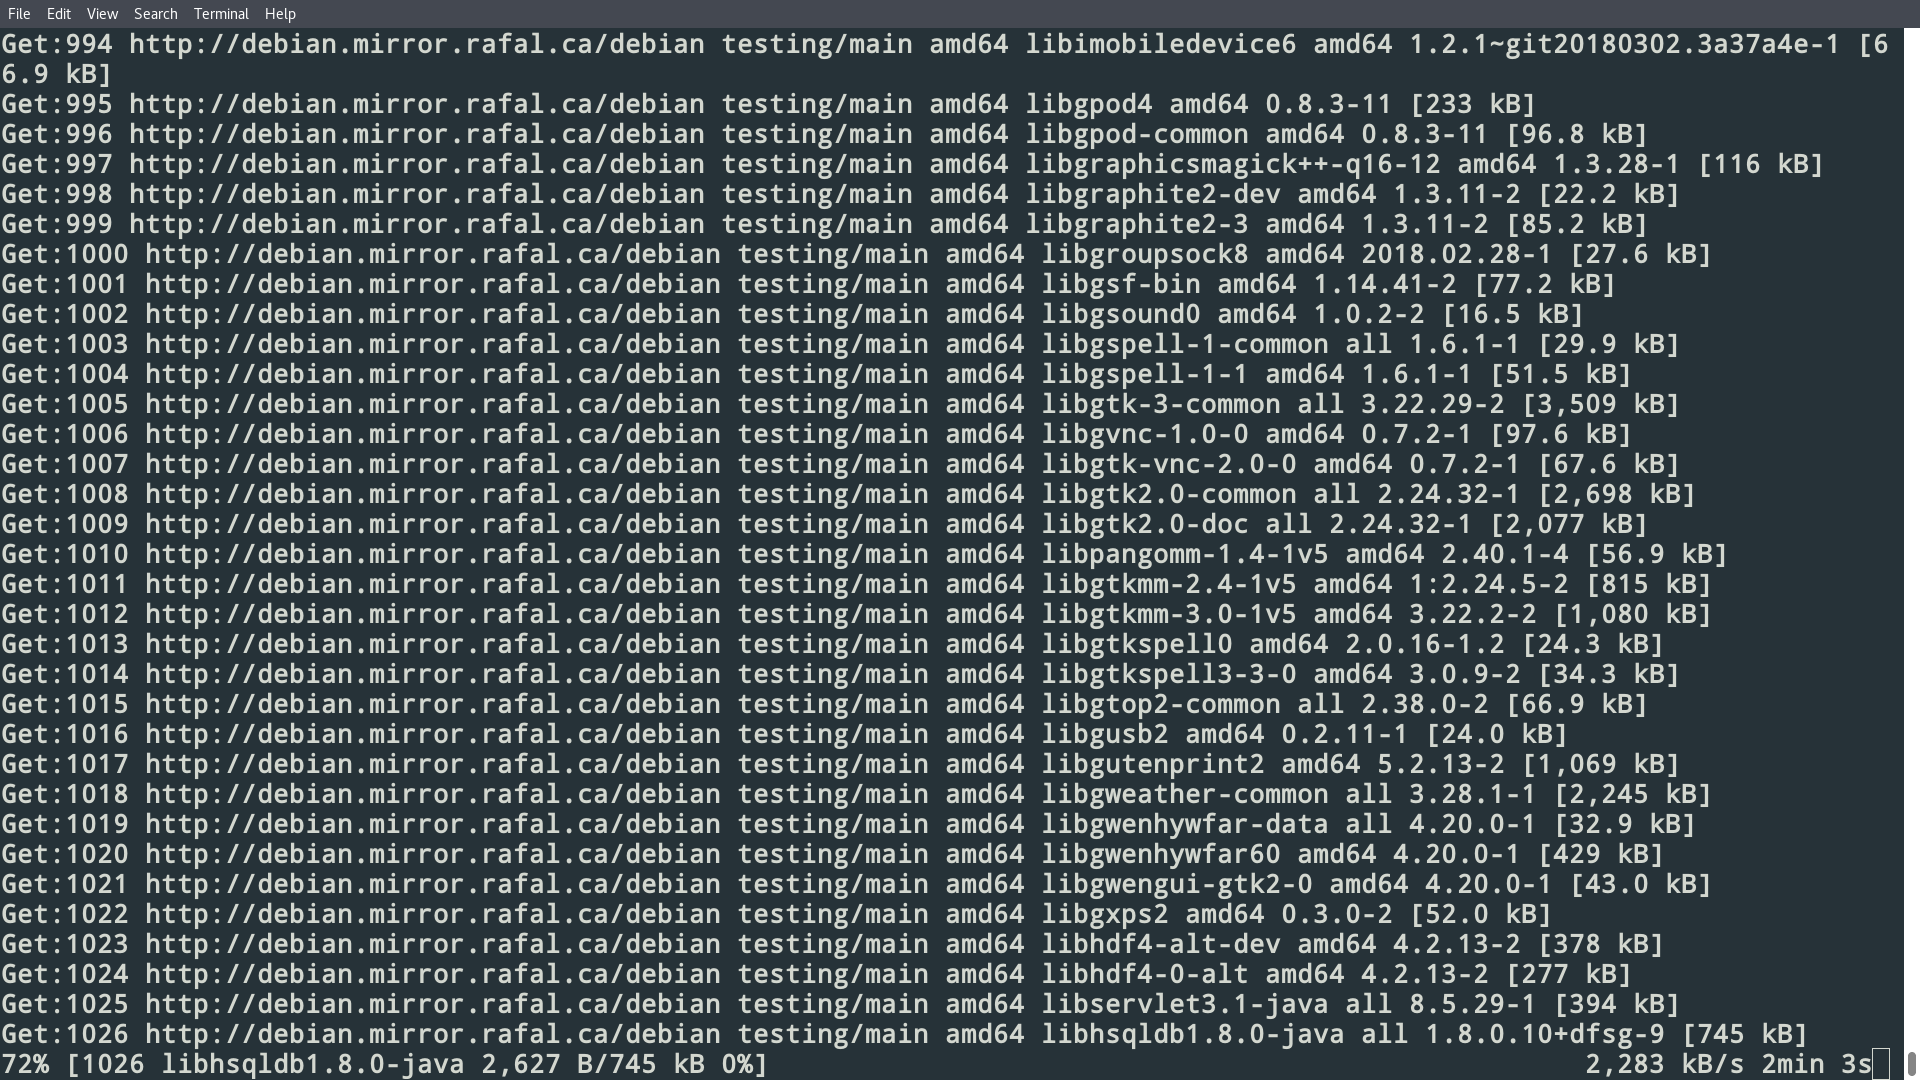 File Edit View Search Terminal Help
Get:994 http://debian.mirror.rafal.ca/debian testing/main amd64 libimobiledevice6 amd64 1.2.1~git20180302.3a37a4e-1 [6
6.9 kB]
Get:995 http://debian.mirror.rafal.ca/debian testing/main amd64 libgpod4 amd64 0.8.3-11 [233 kB]
Get:996 http://debian.mirror.rafal.ca/debian testing/main amd64 libgpod-common amd64 0.8.3-11 [96.8 kB]
Get:997 http://debian.mirror.rafal.ca/debian testing/main amd64 libgraphicsmagick++-q16-12 amd64 1.3.28-1 [116 kB]
Get:998 http://debian.mirror.rafal.ca/debian testing/main amd64 libgraphite2-dev amd64 1.3.11-2 [22.2 kB]
Get:999 http://debian.mirror.rafal.ca/debian testing/main amd64 libgraphite2-3 amd64 1.3.11-2 [85.2 kB]
Get:1000 http://debian.mirror.rafal.ca/debian testing/main amd64 libgroupsock8 amd64 2018.02.28-1 [27.6 kB]
Get:1001 http://debian.mirror.rafal.ca/debian testing/main amd64 libgsf-bin amd64 1.14.41-2 [77.2 kB]
Get:1002 http://debian.mirror.rafal.ca/debian testing/main amd64 libgsound0 amd64 1.0.2-2 [16.5 kB]
Get:1003 http://debian.mirror.rafal.ca/debian testing/main amd64 libgspell-1-common all 1.6.1-1 [29.9 kB]
Get:1004 http://debian.mirror.rafal.ca/debian testing/main amd64 libgspell-1-1 amd64 1.6.1-1 [51.5 kB]
Get:1005 http://debian.mirror.rafal.ca/debian testing/main amd64 libgtk-3-common all 3.22.29-2 [3,509 kB]
Get:1006 http://debian.mirror.rafal.ca/debian testing/main amd64 libgvnc-1.0-0 amd64 0.7.2-1 [97.6 kB]
Get:1007 http://debian.mirror.rafal.ca/debian testing/main amd64 libgtk-vnc-2.0-0 amd64 0.7.2-1 [67.6 kB]
Get:1008 http://debian.mirror.rafal.ca/debian testing/main amd64 libgtk2.0-common all 2.24.32-1 [2,698 kB]
Get:1009 http://debian.mirror.rafal.ca/debian testing/main amd64 libgtk2.0-doc all 2.24.32-1 [2,077 kB]
Get:1010 http://debian.mirror.rafal.ca/debian testing/main amd64 libpangomm-1.4-1v5 amd64 2.40.1-4 [56.9 kB]
Get:1011 http://debian.mirror.rafal.ca/debian testing/main amd64 libgtkmm-2.4-1v5 amd64 1:2.24.5-2 [815 kB]
Get:1012 http://debian.mirror.rafal.ca/debian testing/main amd64 libgtkmm-3.0-1v5 amd64 3.22.2-2 [1,080 kB]
Get:1013 http://debian.mirror.rafal.ca/debian testing/main amd64 libgtkspell0 amd64 2.0.16-1.2 [24.3 kB]
Get:1014 http://debian.mirror.rafal.ca/debian testing/main amd64 libgtkspell3-3-0 amd64 3.0.9-2 [34.3 kB]
Get:1015 http://debian.mirror.rafal.ca/debian testing/main amd64 libgtop2-common all 2.38.0-2 [66.9 kB]
Get:1016 http://debian.mirror.rafal.ca/debian testing/main amd64 libgusb2 amd64 0.2.11-1 [24.0 kB]
Get:1017 http://debian.mirror.rafal.ca/debian testing/main amd64 libgutenprint2 amd64 5.2.13-2 [1,069 kB]
Get:1018 http://debian.mirror.rafal.ca/debian testing/main amd64 libgweather-common all 3.28.1-1 [2,245 kB]
Get:1019 http://debian.mirror.rafal.ca/debian testing/main amd64 libgwenhywfar-data all 4.20.0-1 [32.9 kB]
Get:1020 http://debian.mirror.rafal.ca/debian testing/main amd64 libgwenhywfar60 amd64 4.20.0-1 [429 kB]
Get:1021 http://debian.mirror.rafal.ca/debian testing/main amd64 libgwengui-gtk2-0 amd64 4.20.0-1 [43.0 kB]
Get:1022 http://debian.mirror.rafal.ca/debian testing/main amd64 libgxps2 amd64 0.3.0-2 [52.0 kB]
Get:1023 http://debian.mirror.rafal.ca/debian testing/main amd64 libhdf4-alt-dev amd64 4.2.13-2 [378 kB]
Get:1024 http://debian.mirror.rafal.ca/debian testing/main amd64 libhdf4-0-alt amd64 4.2.13-2 [277 kB]
Get:1025 http://debian.mirror.rafal.ca/debian testing/main amd64 libservlet3.1-java all 8.5.29-1 [394 kB]
Get:1026 http://debian.mirror.rafal.ca/debian testing/main amd64 libhsqldb1.8.0-java all 1.8.0.10+dfsg-9 [745 kB]
72% [1026 libhsqldb1.8.0-java 2,627 B/745 kB 0%] 2,283 kB/s 2min 3s